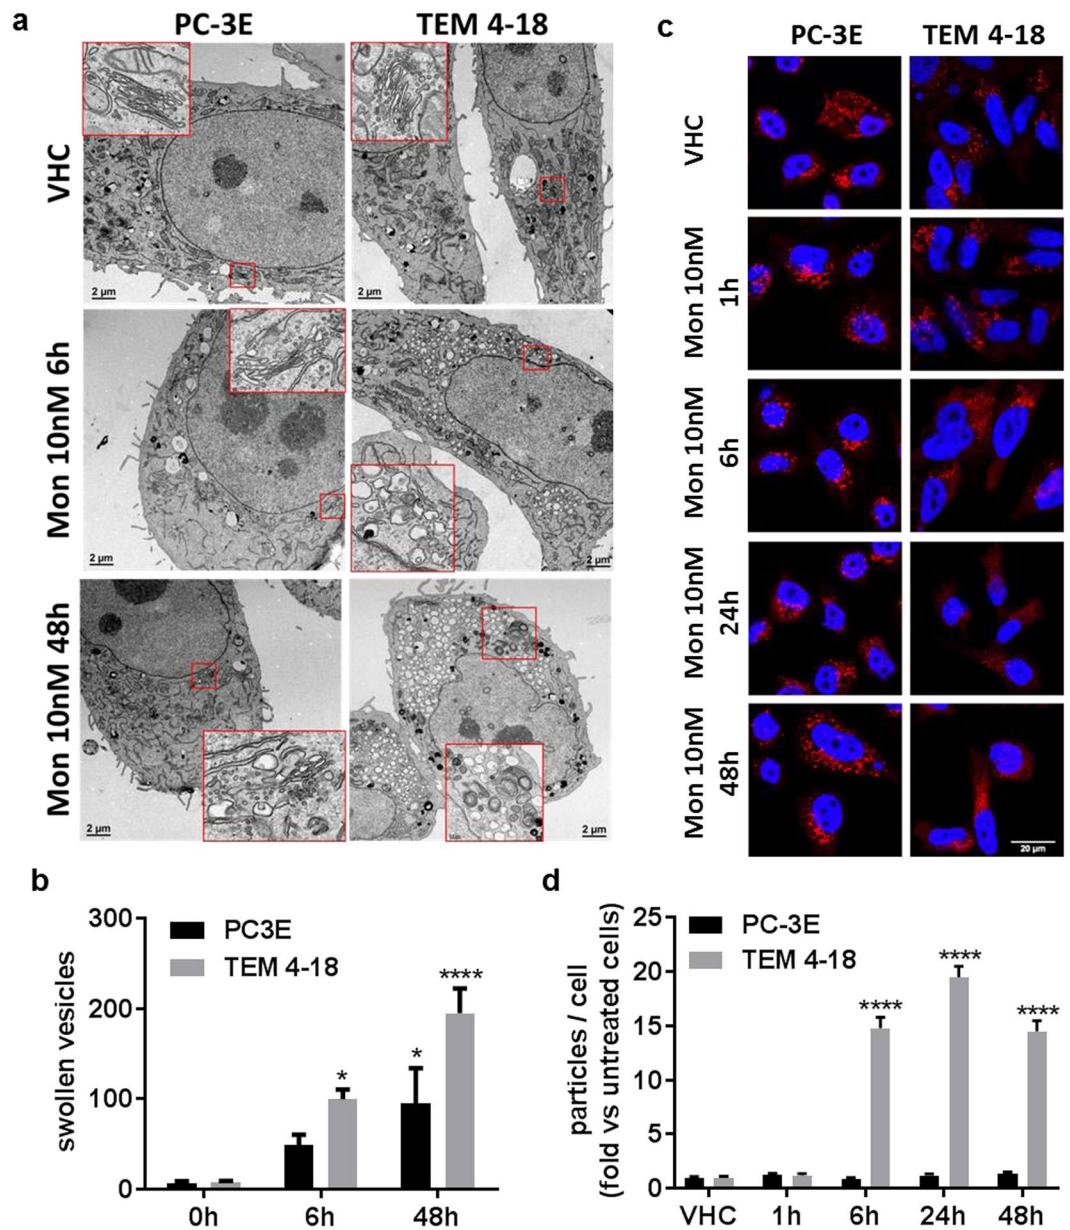 a
PC-3E TEM 4-18
VHC
2 µm
2 µm
Mon 10nM 6h
2 µm
2 µm
Mon 10nM 48h
2 µm
2 µm
c
PC-3E TEM 4-18
VHC
Mon 10nM
1h
Mon 10nM
6h
Mon 10nM
24h
Mon 10nM
48h
20 µm
b
swollen vesicles
300
200
100
0
PC3E
TEM 4-18
*
*
****
0h 6h 48h
d
particles / cell
(fold vs untreated cells)
25
20
15
10
5
0
PC-3E
TEM 4-18
****
****
****
VHC 1h 6h 24h 48h